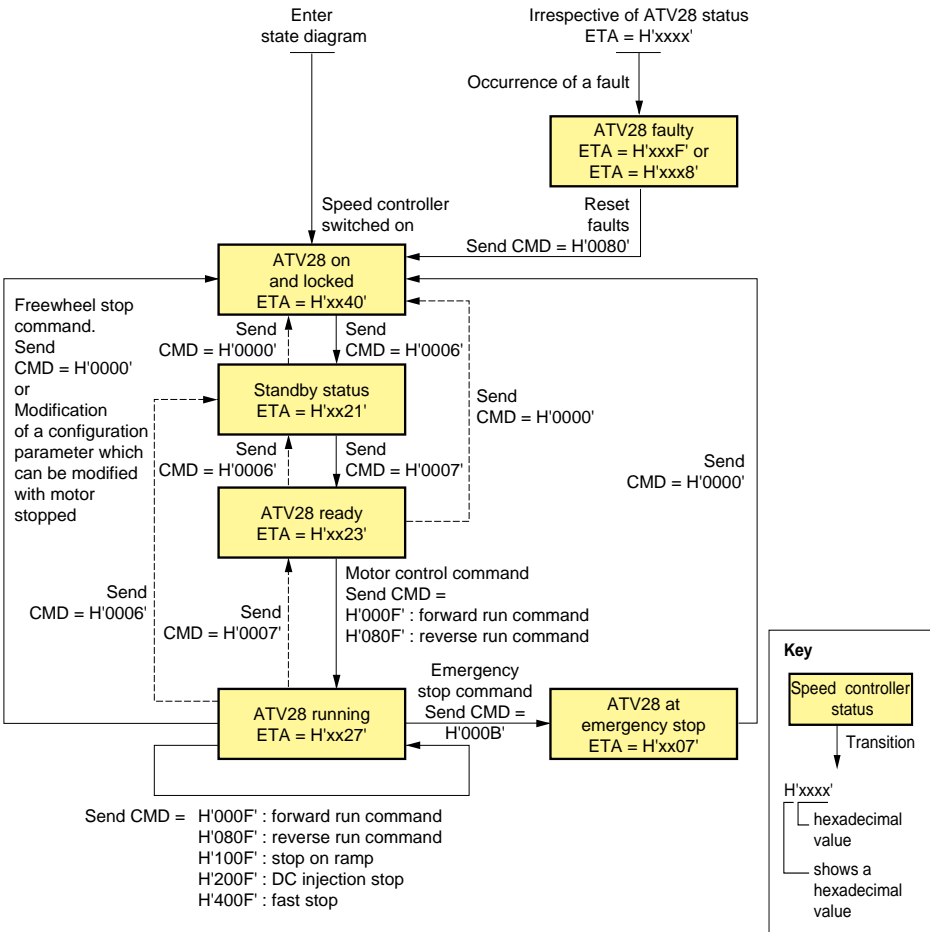 Enter
state diagram
Irrespective of ATV28 status
ETA = H'xxxx'
Occurrence of a fault
ATV28 faulty
ETA = H'xxxF' or
ETA = H'xxx8'
Speed controller
switched on
Reset
faults
Send CMD = H'0080'
ATV28 on
and locked
ETA = H'xx40'
Freewheel stop
command.
Send
CMD = H'0000'
or
Modification
of a configuration
parameter which
can be modified
with motor
stopped
Send
CMD = H'0000'
Send
CMD = H'0006'
Standby status
ETA = H'xx21'
Send
CMD = H'0000'
Send
CMD = H'0006'
Send
CMD = H'0007'
Send
CMD = H'0000'
ATV28 ready
ETA = H'xx23'
Motor control command
Send CMD =
H'000F' : forward run command
H'080F' : reverse run command
Send
CMD = H'0006'
Send
CMD = H'0007'
Emergency
stop command
Send CMD =
H'000B'
ATV28 running
ETA = H'xx27'
ATV28 at
emergency stop
ETA = H'xx07'
Send CMD = H'000F' : forward run command
H'080F' : reverse run command
H'100F' : stop on ramp
H'200F' : DC injection stop
H'400F' : fast stop
Key
Speed controller
status
Transition
H'xxxx'
hexadecimal
value
shows a
hexadecimal
value